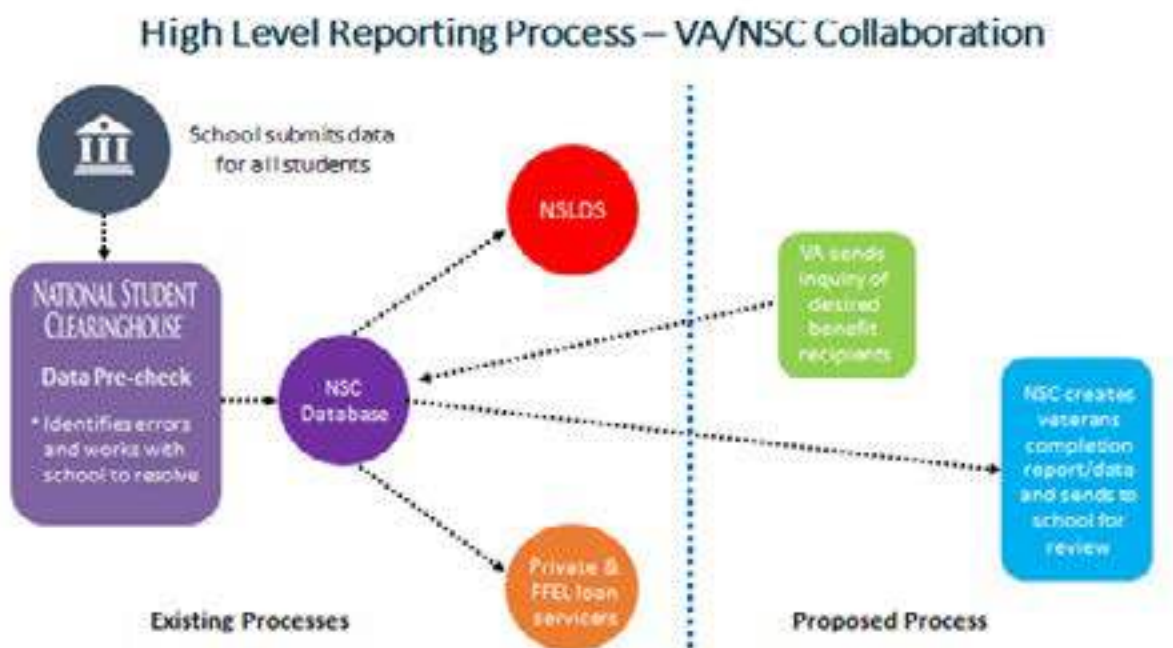 High Level Reporting Process – VA/NSC Collaboration
School submits data
for all students
NATIONAL STUDENT
CLEARINGHOUSE
Data Pre-check
* Identifies errors
and works with
school to resolve
NSC
Database
NSLDS
Private &
FFEL loan
servicers
Existing Processes
VA sends
inquiry of
desired
benefit
recipients
NSC creates
veterans
completion
report/data
and sends to
school for
review
Proposed Process